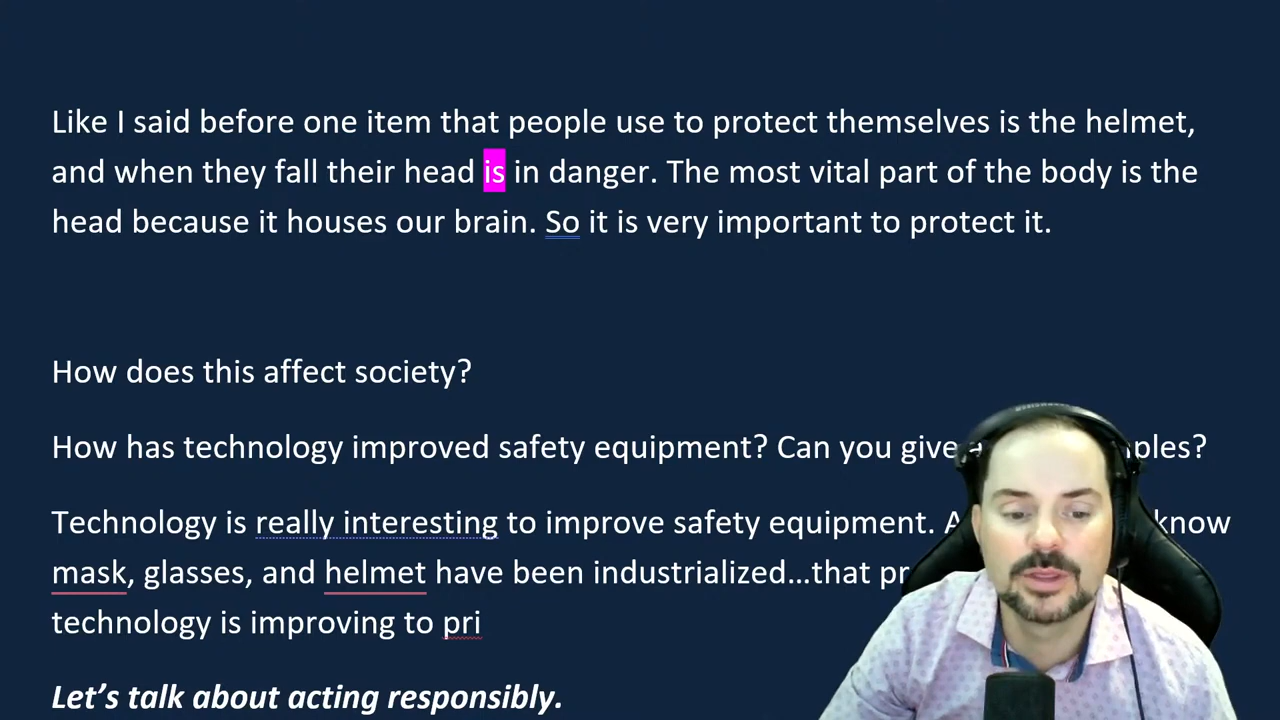 Like I said before one item that people use to protect themselves is the helmet,
and when they fall their head is in danger. The most vital part of the body is the
head because it houses our brain. So it is very important to protect it.
How does this affect society?
How has technology improved safety equipment? Can you give
Technology is really interesting to improve safety equipment. know
mask, glasses, and helmet have been industrialized…that
technology is improving to pri
Let's talk about acting responsibly.